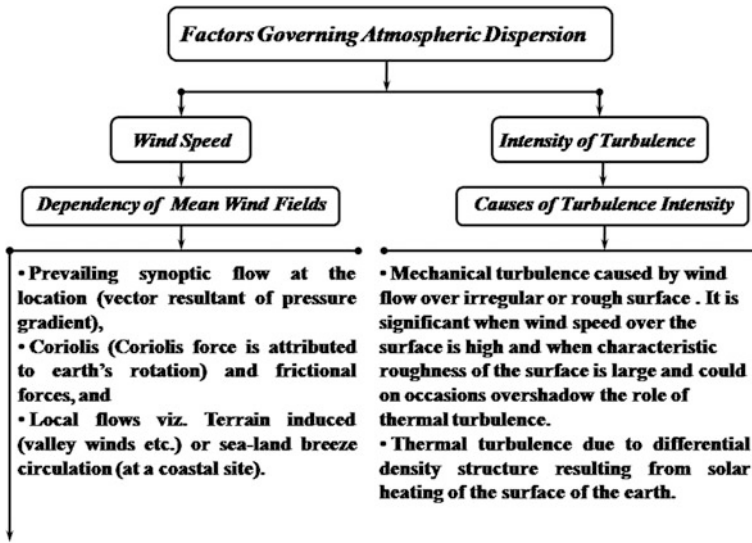 Factors Governing Atmospheric Dispersion
Wind Speed
Intensity of Turbulence
Dependency of Mean Wind Fields
Causes of Turbulence Intensity
• Prevailing synoptic flow at the
location (vector resultant of pressure
gradient),
• Coriolis (Coriolis force is attributed
to earth's rotation) and frictional
forces, and
• Local flows viz. Terrain induced
(valley winds etc.) or sea-land breeze
circulation (at a coastal site).
• Mechanical turbulence caused by wind
flow over irregular or rough surface . It is
significant when wind speed over the
surface is high and when characteristic
roughness of the surface is large and could
on occasions overshadow the role of
thermal turbulence.
• Thermal turbulence due to differential
density structure resulting from solar
heating of the surface of the earth.